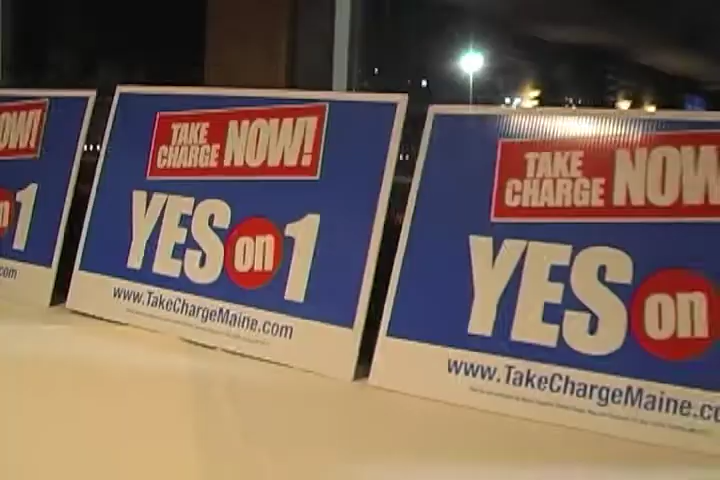 OW!
n 1
com
TAKE
CHARGE NOW!
YES on 1
www.TakeChargeMaine.com
TAKE
CHARGE NOW
YES on
www.TakeChargeMaine.co